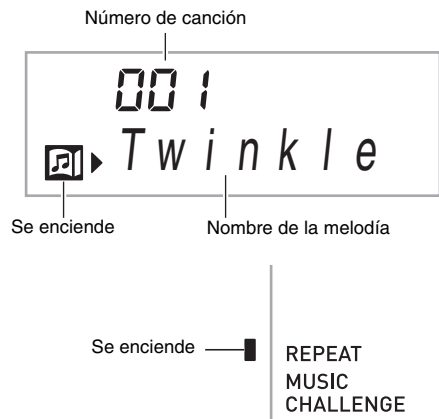 Número de canción
001
Twinkle
Se enciende
Nombre de la melodía
Se enciende
REPEAT
MUSIC
CHALLENGE